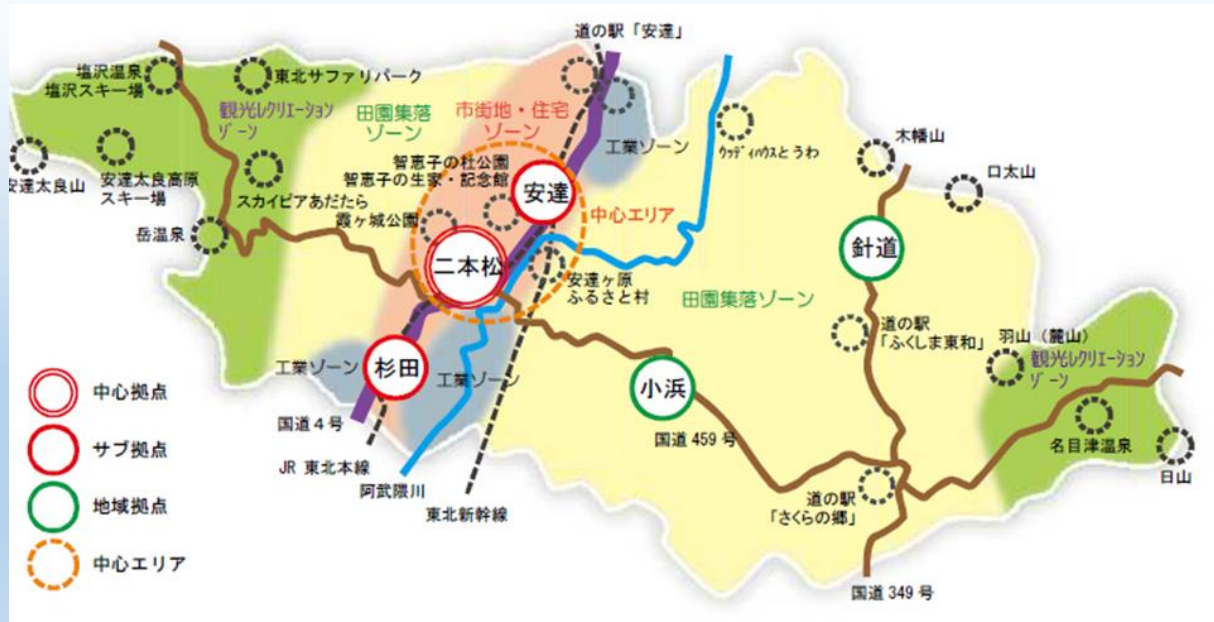 道の駅「安達」
塩沢温泉
塩沢スキー場
東北サファリパーク
観光レクリエーション
ゾーン
田園集落
ゾーン
市街地・住宅
ゾーン
工業ゾーン
ウッディハウスとうわ
木幡山
口太山
安達太良山
安達太良高原
スキー場
スカイピアあだたら
智恵子の杜公園
智恵子の生家・記念館
霞ヶ城公園
安達
中心エリア
岳温泉
二本松
安達ヶ原
ふるさと村
田園集落ゾーン
針道
道の駅
「ふくしま東和」
羽山（麓山）
観光レクリエーション
ゾーン
工業ゾーン
杉田
工業ゾーン
小浜
国道４号
国道 459 号
名目津温泉
日山
JR 東北本線
阿武隈川
東北新幹線
道の駅
「さくらの郷」
国道 349 号
中心拠点
サブ拠点
地域拠点
中心エリア